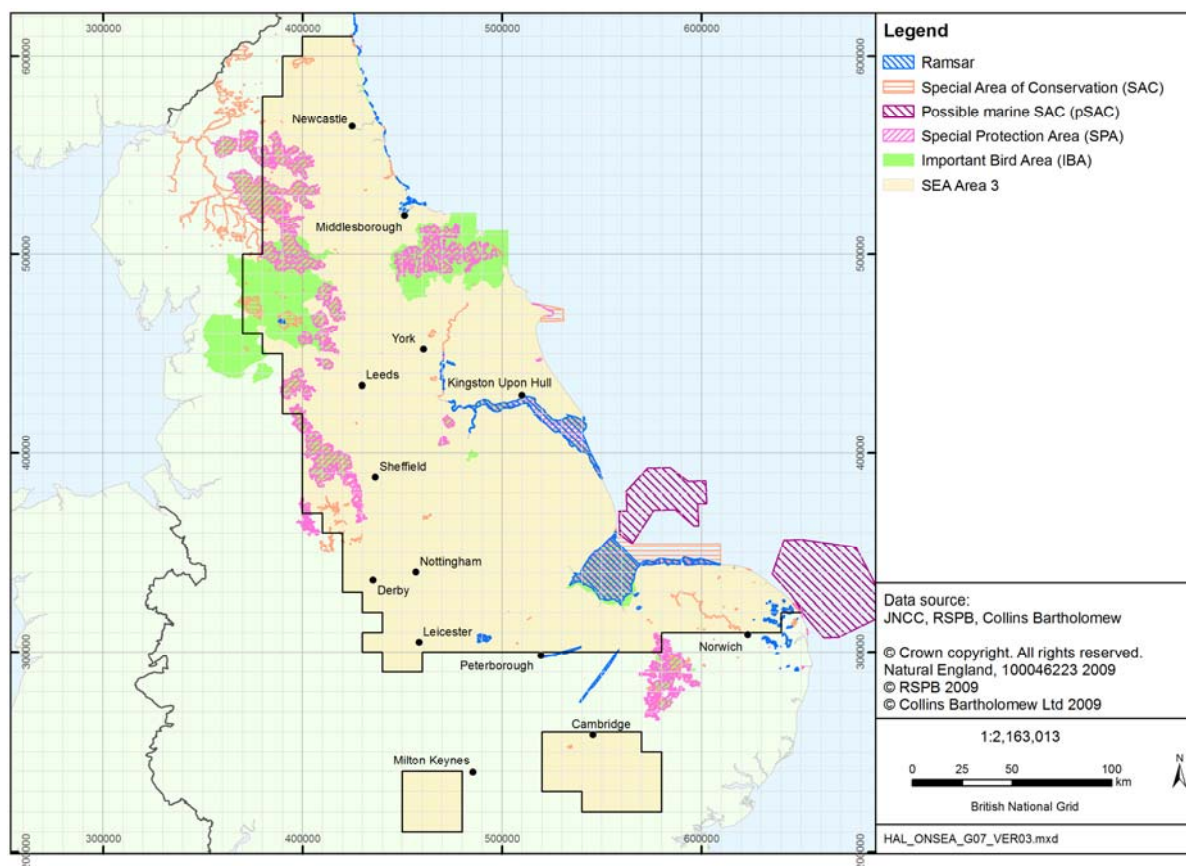 300000 400000 500000 600000
600000
600000
Newcastle
Middlesborough
500000
500000
York
Leeds
Kingston Upon Hull
400000
400000
Sheffield
Nottingham
Derby
Leicester
Peterborough
Norwich
300000
300000
Cambridge
Milton Keynes
200000
200000
300000 400000 500000 600000
Legend
Ramsar
Special Area of Conservation (SAC)
Possible marine SAC (pSAC)
Special Protection Area (SPA)
Important Bird Area (IBA)
SEA Area 3
Data source:
JNCC, RSPB, Collins Bartholomew
© Crown copyright. All rights reserved.
Natural England, 100046223 2009
© RSPB 2009
© Collins Bartholomew Ltd 2009
1:2,163,013
0 25 50 100
km
N
British National Grid
HAL_ONSEA_G07_VER03.mxd